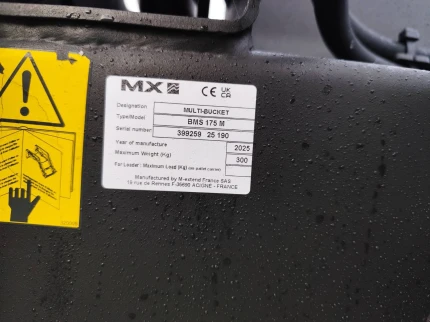 MX
CE UK CA
Designation MULTI-BUCKET
Type/Model BMS 175 M
Serial number 399259 25 190
Year of manufacture 2025
Maximum Weight (Kg) 300
For Loader : Maximum Load (Kg)
Manufactured by M-extend France SAS
19 rue de Rennes F-35690 ACIGNE - FRANCE